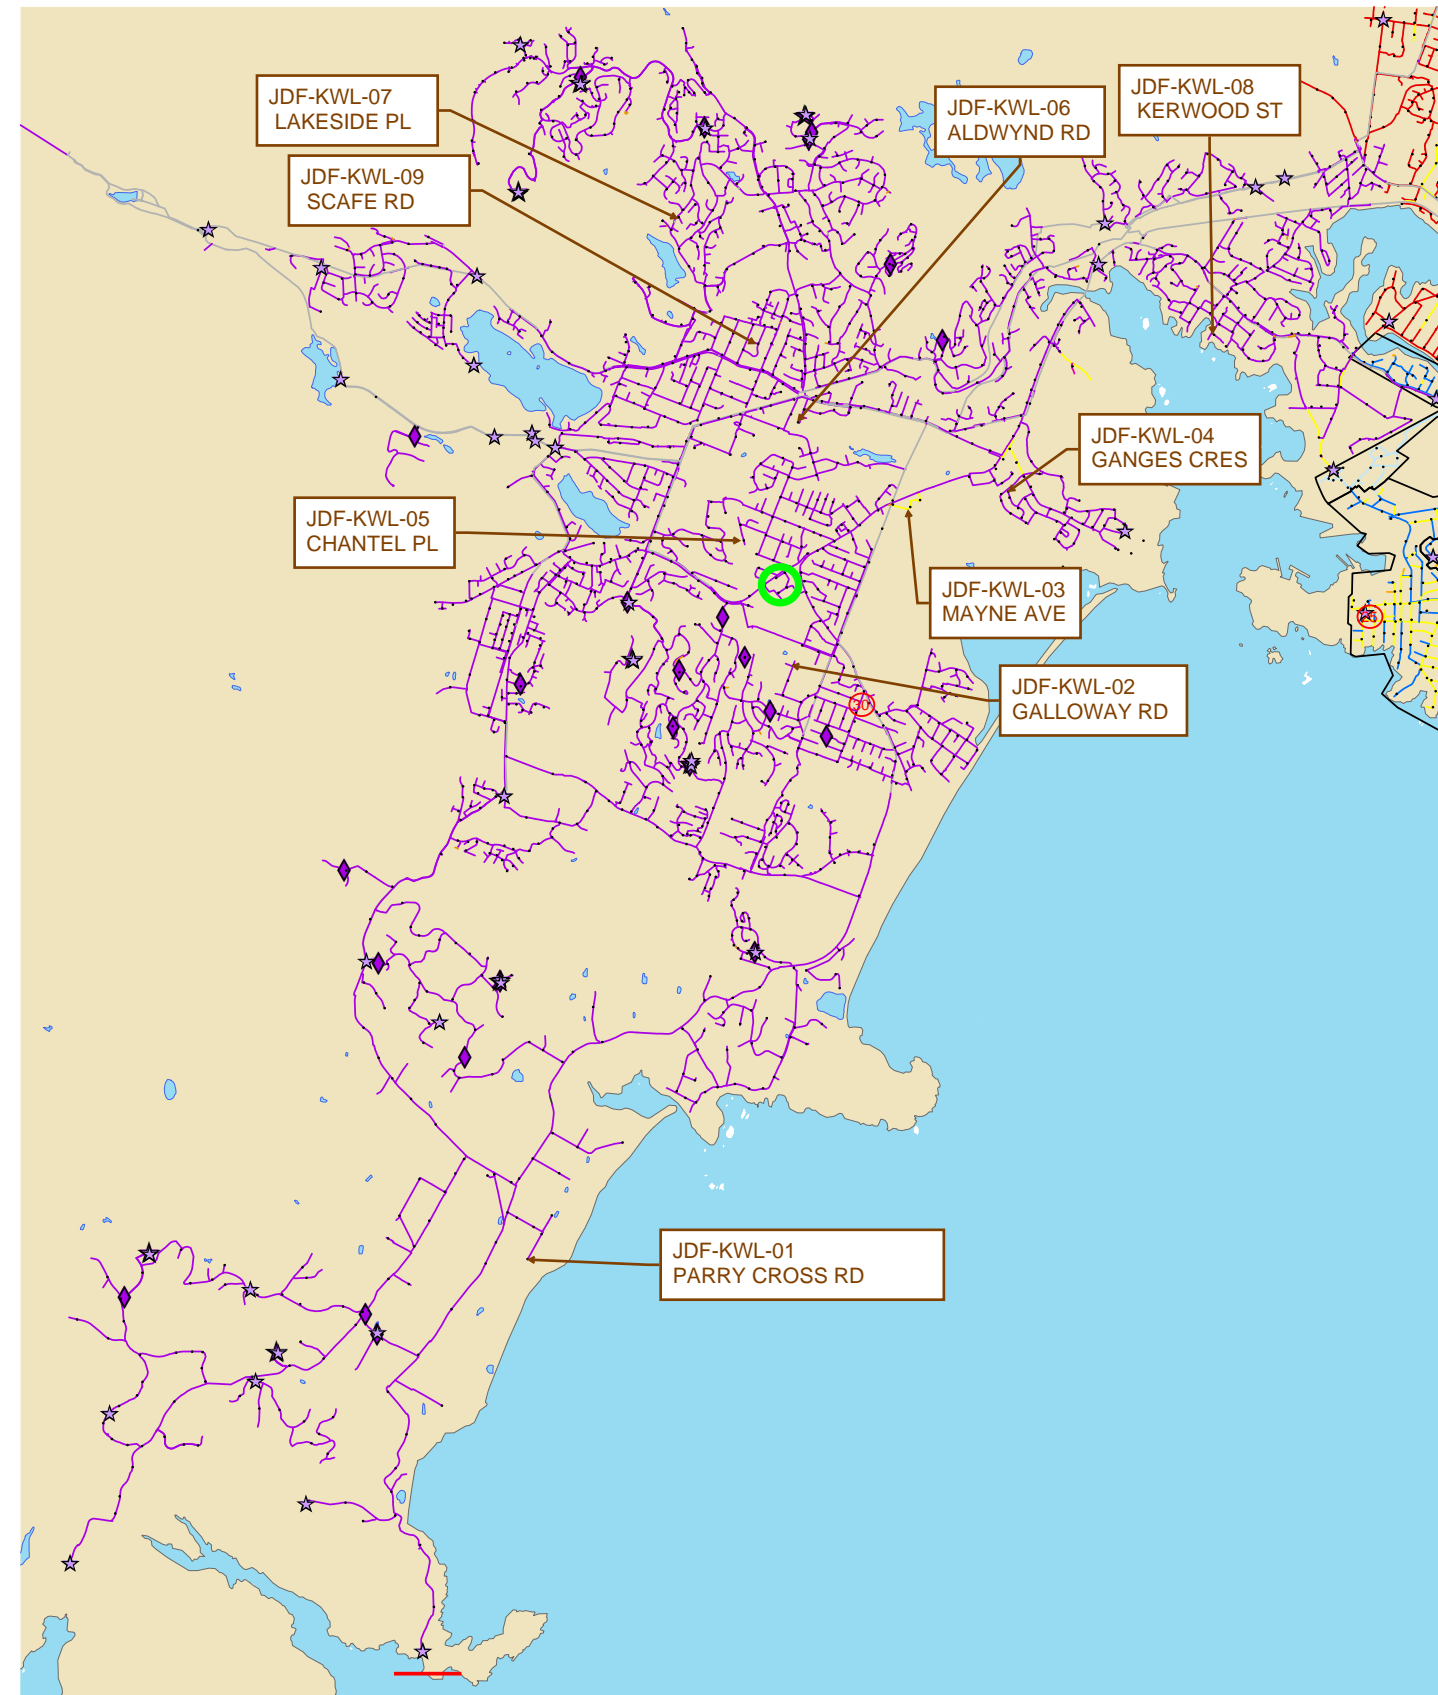 JDF-KWL-07
LAKESIDE PL
JDF-KWL-06
ALDWYND RD
JDF-KWL-08
KERWOOD ST
JDF-KWL-09
SCAFE RD
JDF-KWL-04
GANGES CRES
JDF-KWL-05
CHANTEL PL
JDF-KWL-03
MAYNE AVE
JDF-KWL-02
GALLOWAY RD
30
JDF-KWL-01
PARRY CROSS RD